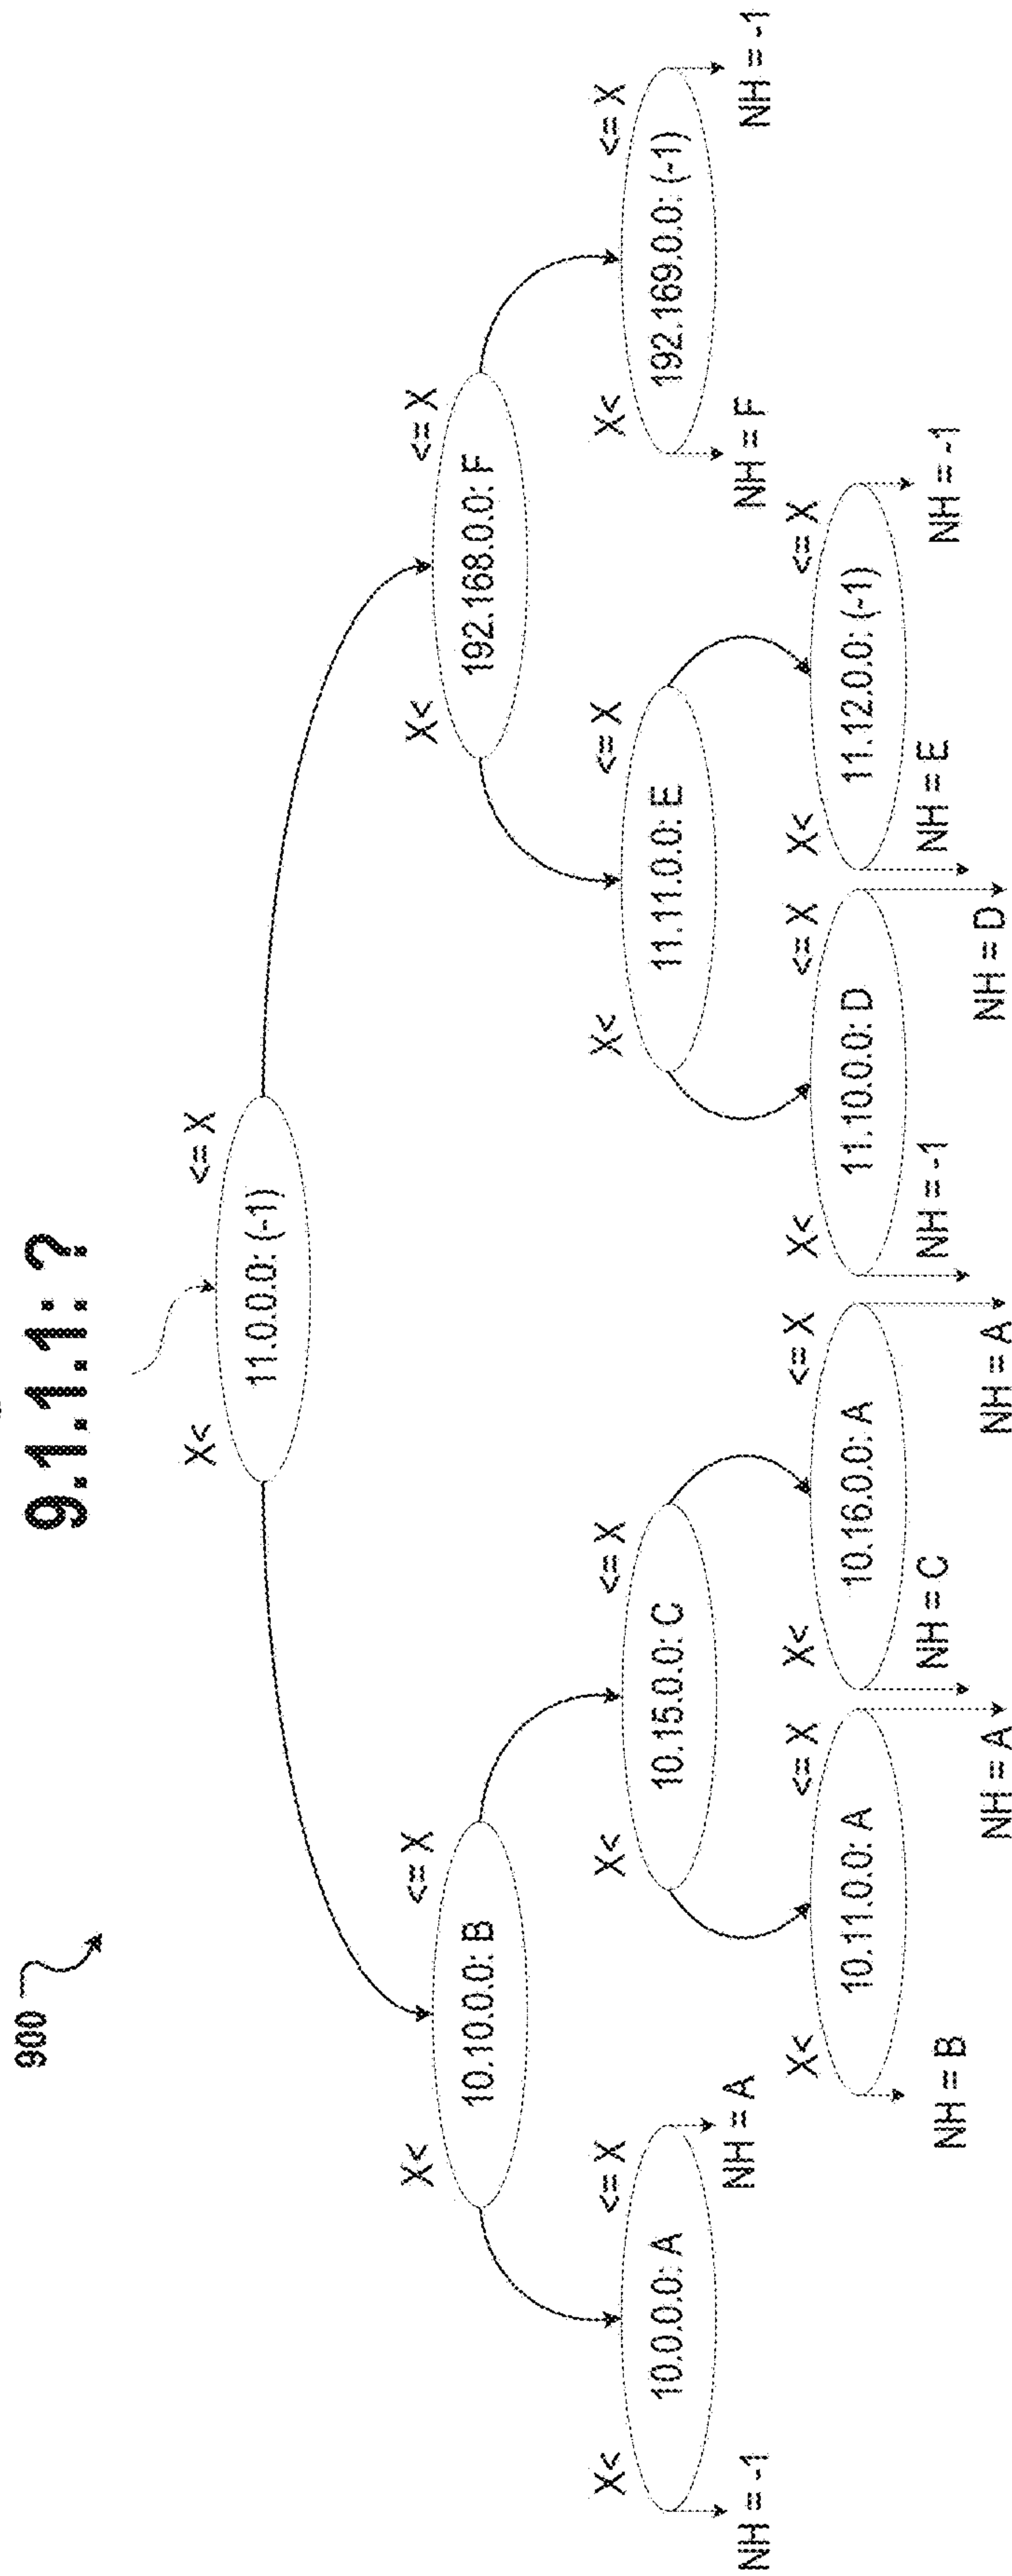 900
9.1.1.1: ?
X<
<= X
11.0.0.0: (-1)
X<
<= X
10.10.0.0: B
X<
<= X
192.168.0.0: F
X<
<= X
10.0.0.0: A
NH = -1
NH = A
X<
<= X
10.15.0.0: C
X<
<= X
11.11.0.0: E
X<
<= X
192.169.0.0: (-1)
NH = F
NH = -1
X<
<= X
10.11.0.0: A
NH = B
NH = A
X<
<= X
10.16.0.0: A
NH = C
NH = A
X<
<= X
11.10.0.0: D
NH = -1
NH = D
X<
<= X
11.12.0.0: (-1)
NH = E
NH = -1